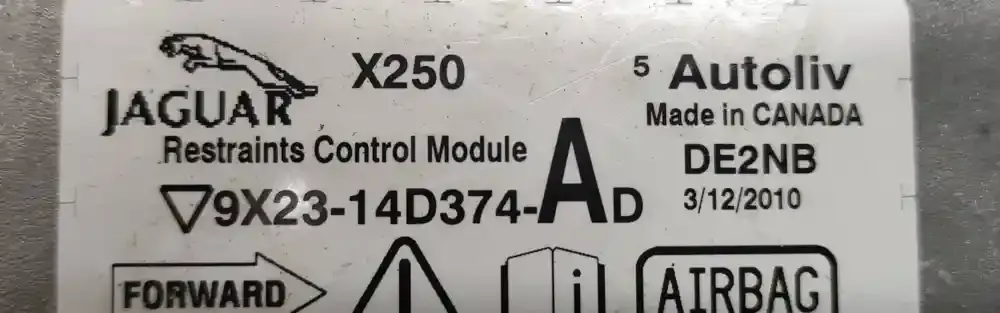 JAGUAR
X250
5 Autoliv
Made in CANADA
Restraints Control Module
DE2NB
9X23-14D374-AD
3/12/2010
FORWARD
i
AIRBAG